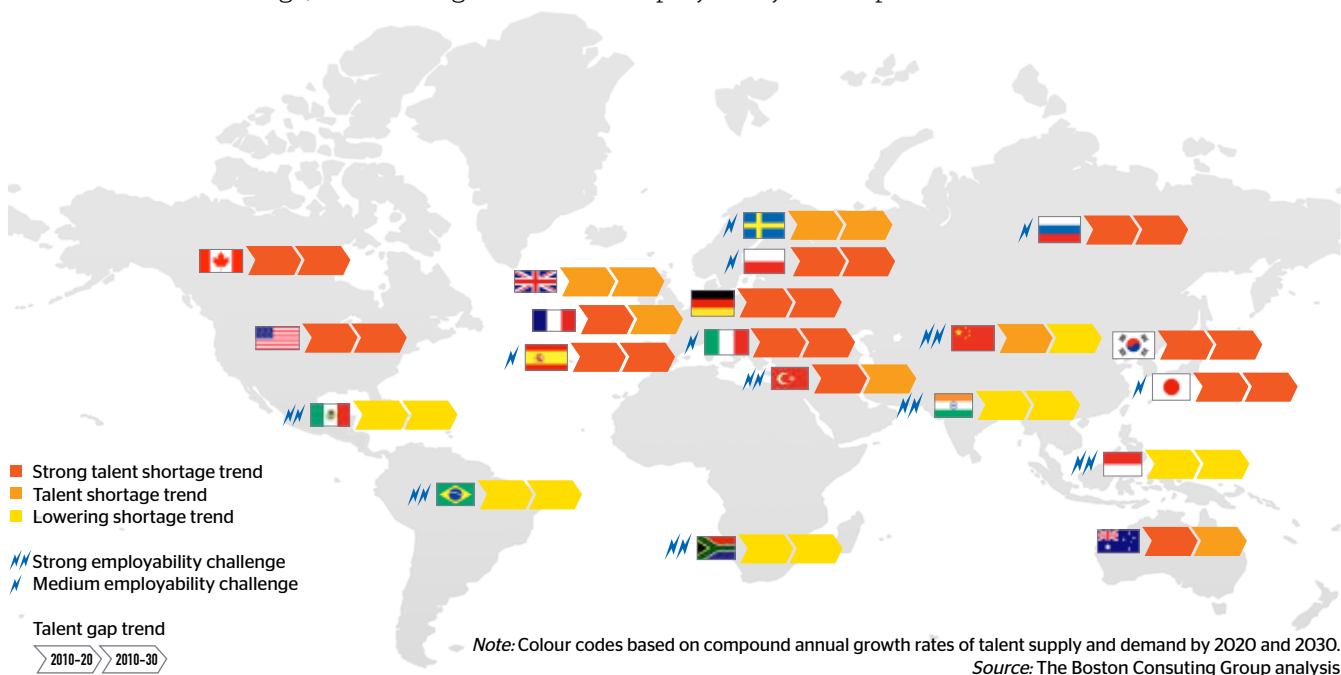 Strong talent shortage trend
Talent shortage trend
Lowering shortage trend
Strong employability challenge
Medium employability challenge
Talent gap trend
2010–20 2010–30
Note: Colour codes based on compound annual growth rates of talent supply and demand by 2020 and 2030.
Source: The Boston Consuting Group analysis